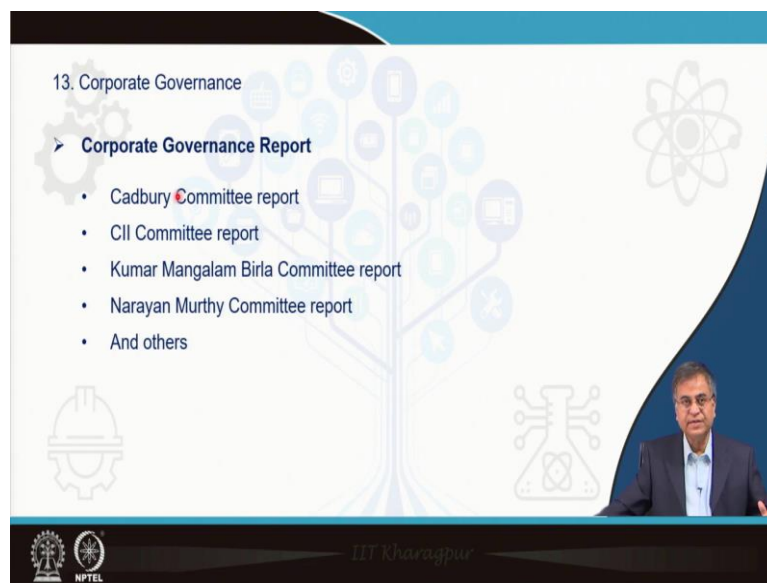 13. Corporate Governance
➤ Corporate Governance Report
• Cadbury Committee report
• CII Committee report
• Kumar Mangalam Birla Committee report
• Narayan Murthy Committee report
• And others
IIT Kharagpur
NPTEL